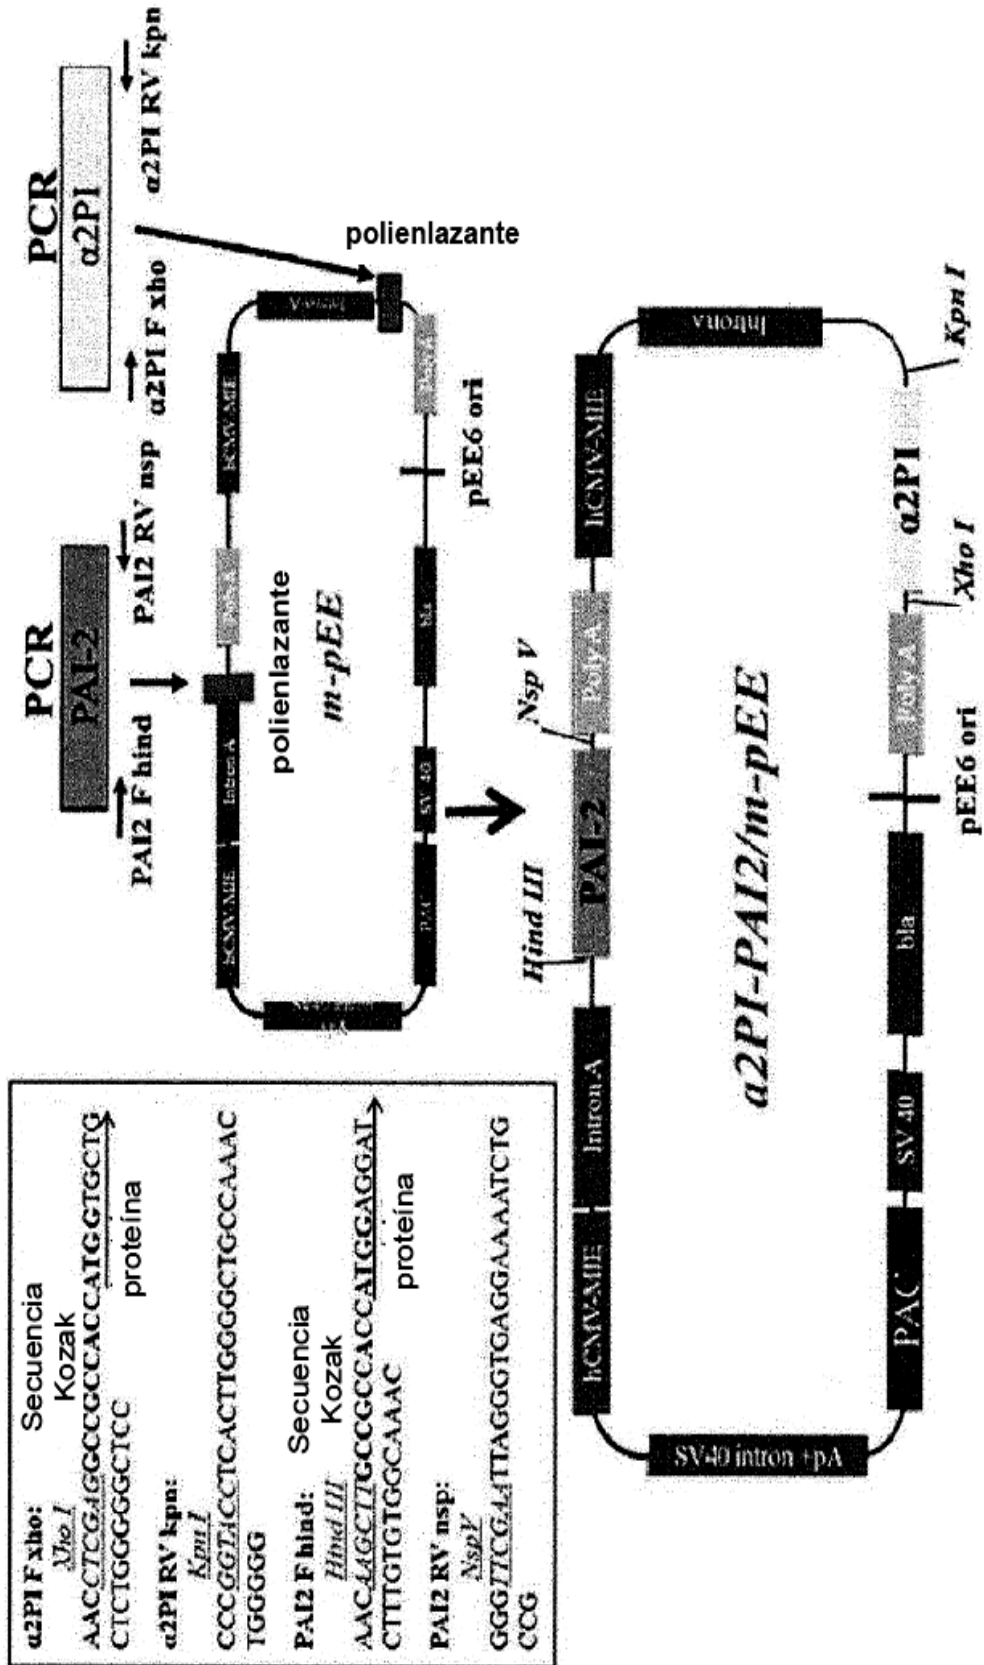 α2PI F xho: Secuencia
Xho I Kozak
AACCTCGAGGCCGCCACCATGGTGCTG
CTCTGGGGGCTCC
proteína
α2PI RV kpn:
Kpn I
CCCGGTACCTCACTTGGGGCTGCCAAAC
TGGGGG
PAI2 F hind: Secuencia
Hind III Kozak
AACAAGCTTGCCGCCACCATGGAGGAT
CTTTGTGTGGCAAAC
proteína
PAI2 RV nsp:
NspV
GGGTTCGAATTAGGGTGAGGAAAATCTG
CCG
PCR
PAI-2
PAI2 F hind
PAI2 RV nsp
PCR
α2PI
α2PI F xho
α2PI RV kpn
hCMV-MIE
Intron A
polienlazante
hCMV-MIE
Intron A
polienlazante
m-pEE
PAC
SV 40
bla
pEE6 ori
hCMV-MIE
Intron A
Hind III
PAI-2
Nsp V
Poly A
hCMV-MIE
Intron A
α2PI-PAI2/m-pEE
SV40 intron +pA
PAC
SV 40
bla
pEE6 ori
Poly A
Xho I
α2PI
Kpn I